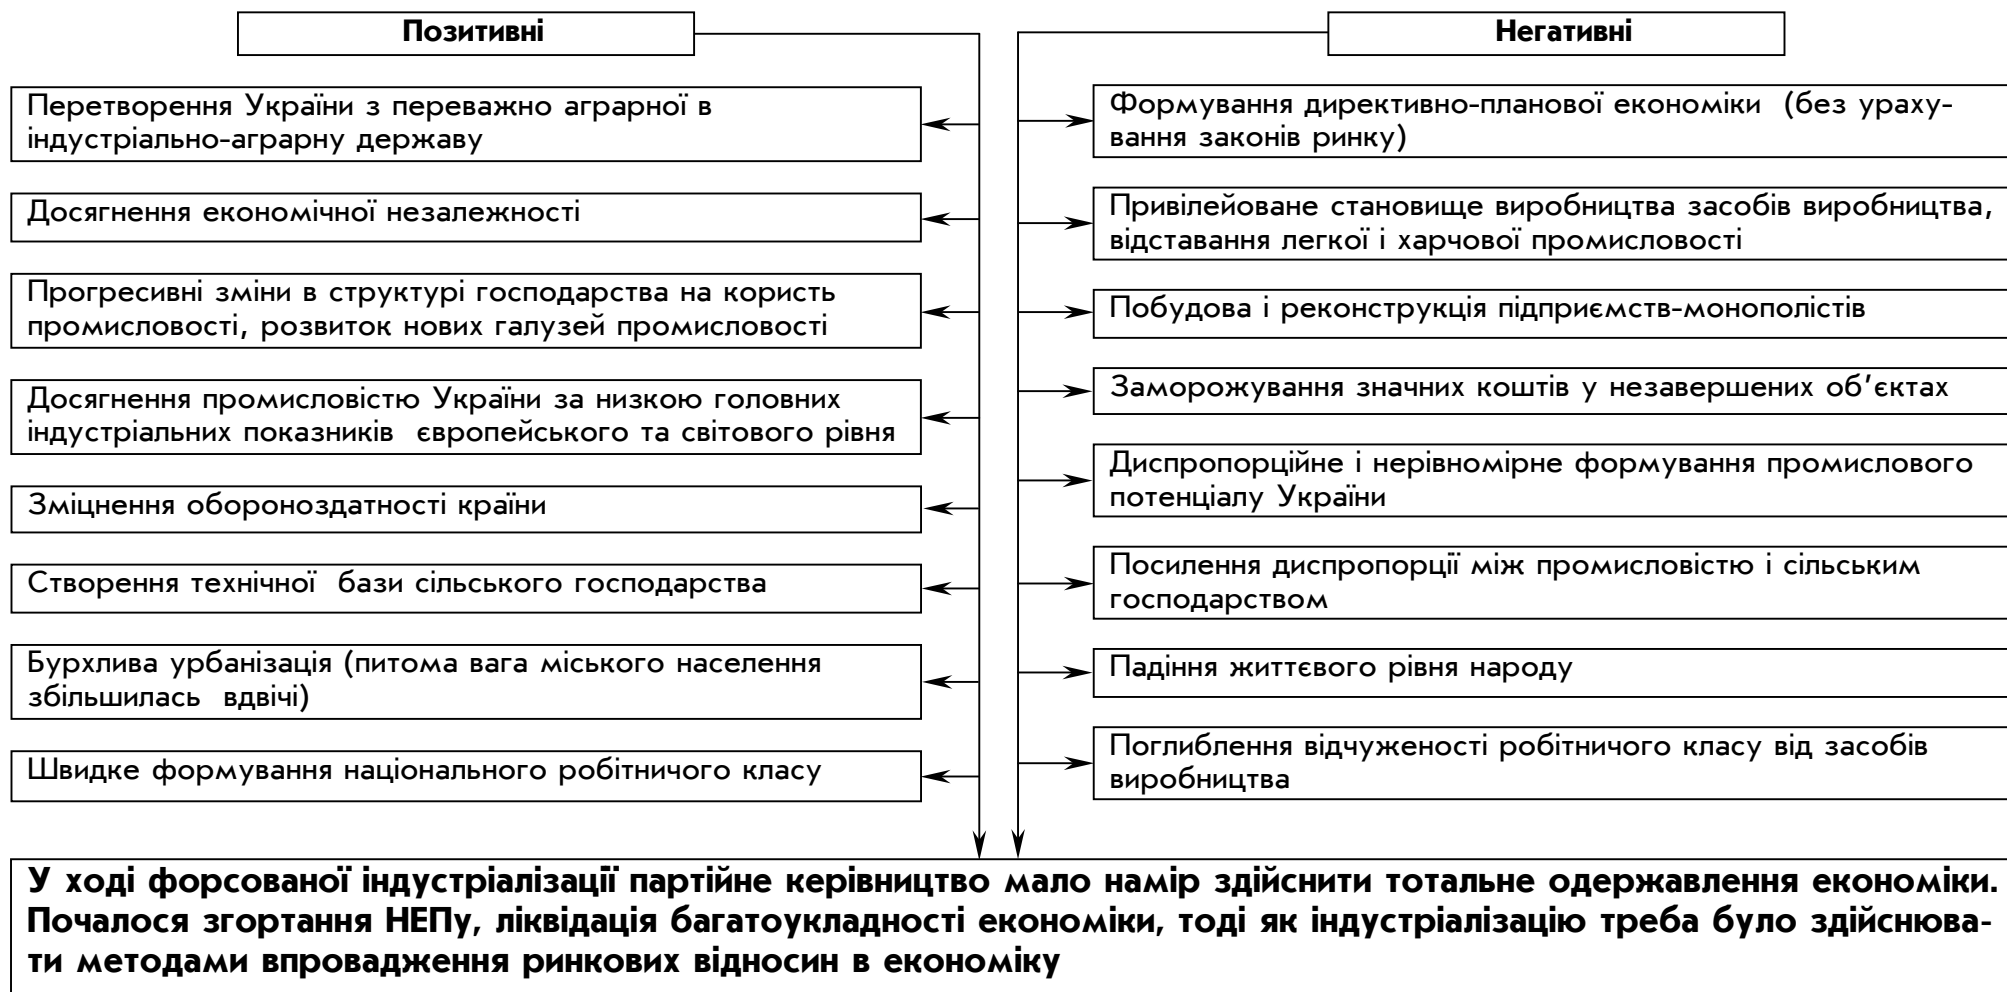 Позитивні
Перетворення України з переважно аграрної в
індустріально-аграрну державу
Досягнення економічної незалежності
Прогресивні зміни в структурі господарства на користь
промисловості, розвиток нових галузей промисловості
Досягнення промисловістю України за низкою головних
індустріальних показників європейського та світового рівня
Зміцнення обороноздатності країни
Створення технічної бази сільського господарства
Бурхлива урбанізація (питома вага міського населення
збільшилась вдвічі)
Швидке формування національного робітничого класу
Негативні
Формування директивно-планової економіки (без ураху-
вання законів ринку)
Привілейоване становище виробництва засобів виробництва,
відставання легкої і харчової промисловості
Побудова і реконструкція підприємств-монополістів
Заморожування значних коштів у незавершених об’єктах
Диспропорційне і нерівномірне формування промислового
потенціалу України
Посилення диспропорції між промисловістю і сільським
господарством
Падіння життєвого рівня народу
Поглиблення відчуженості робітничого класу від засобів
виробництва
У ході форсованої індустріалізації партійне керівництво мало намір здійснити тотальне одержавлення економіки.
Почалося згортання НЕПу, ліквідація багатоукладності економіки, тоді як індустріалізацію треба було здійснюва-
ти методами впровадження ринкових відносин в економіку